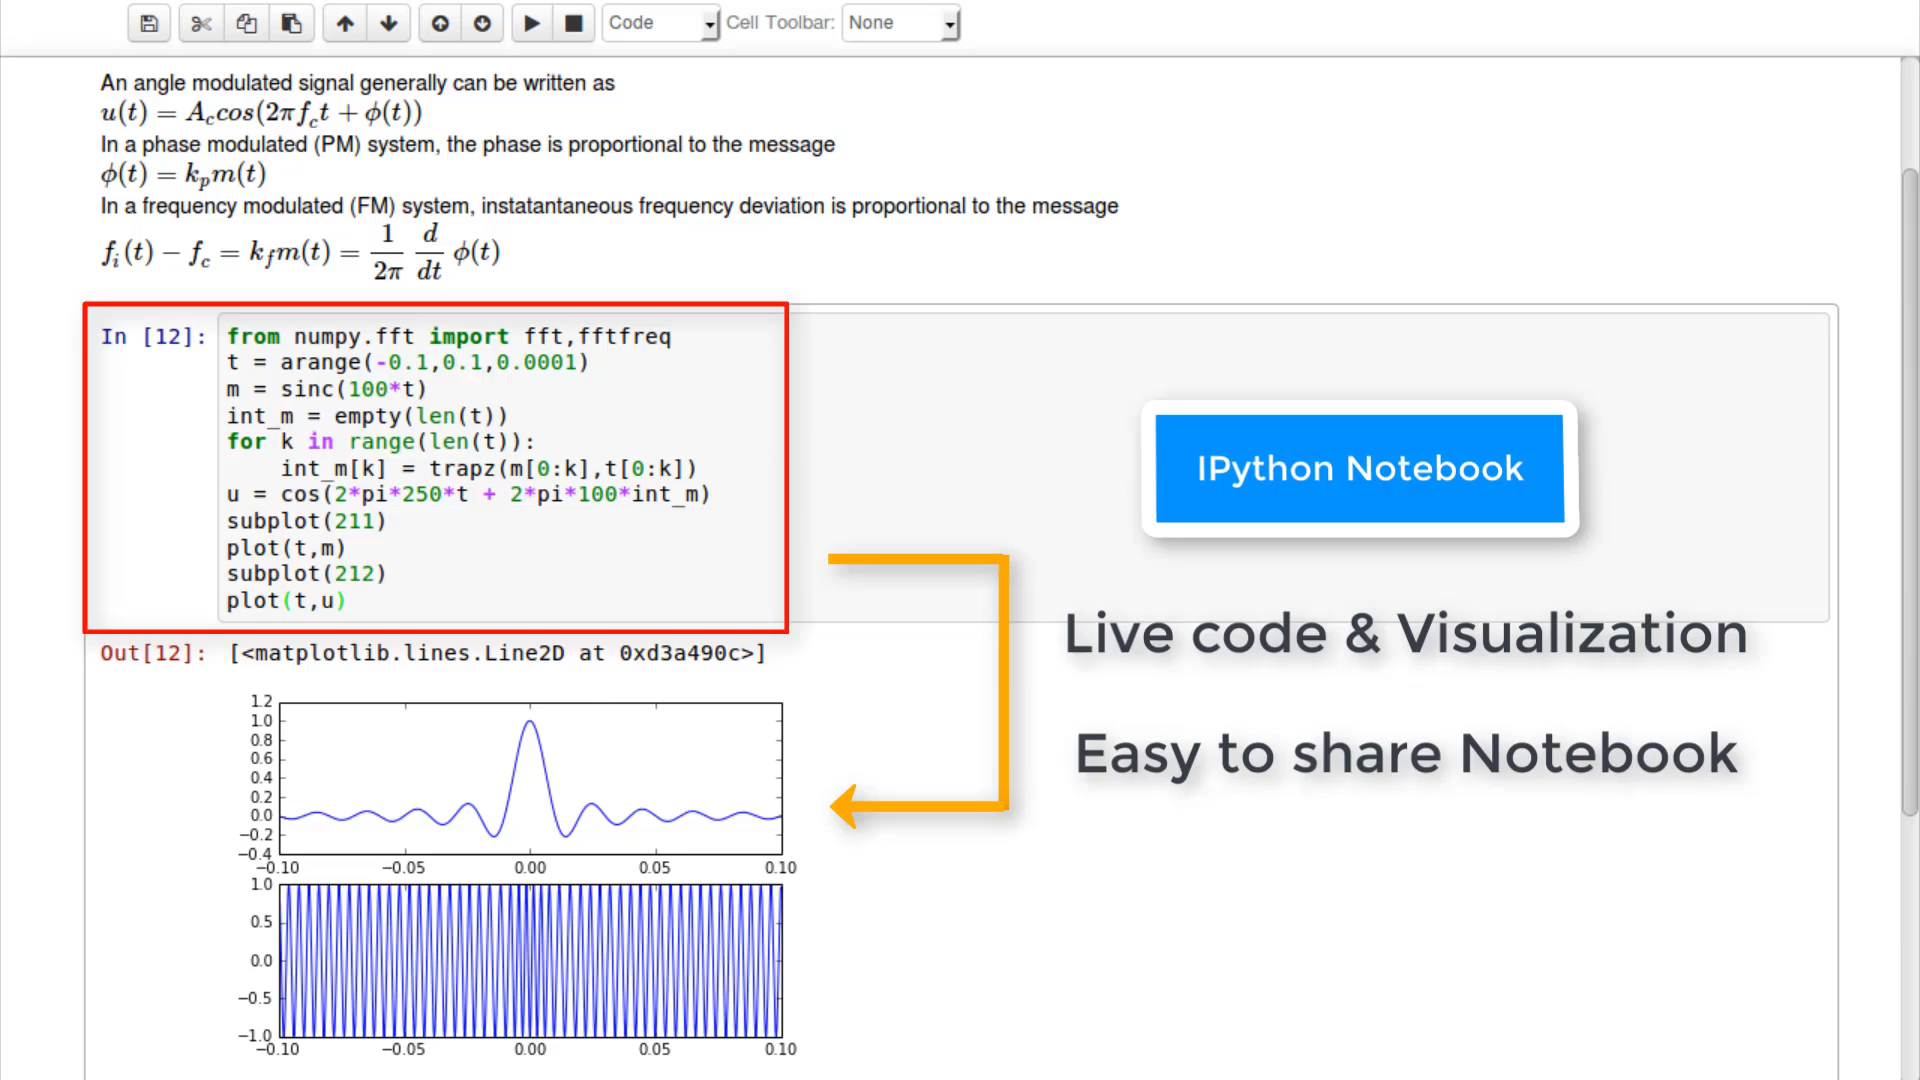 Code Cell Toolbar: None
An angle modulated signal generally can be written as
u(t) = A_c cos(2πf_c t + ϕ(t))
In a phase modulated (PM) system, the phase is proportional to the message
ϕ(t) = k_p m(t)
In a frequency modulated (FM) system, instatantaneous frequency deviation is proportional to the message
f_i(t) − f_c = k_f m(t) = 1/2π d/dt ϕ(t)
In [12]: from numpy.fft import fft,fftfreq
t = arange(-0.1,0.1,0.0001)
m = sinc(100*t)
int_m = empty(len(t))
for k in range(len(t)):
    int_m[k] = trapz(m[0:k],t[0:k])
u = cos(2*pi*250*t + 2*pi*100*int_m)
subplot(211)
plot(t,m)
subplot(212)
plot(t,u)
IPython Notebook
Live code & Visualization
Easy to share Notebook
Out[12]: [<matplotlib.lines.Line2D at 0xd3a490c>]
1.2
1.0
0.8
0.6
0.4
0.2
0.0
−0.2
−0.4
−0.10 −0.05 0.00 0.05 0.10
1.0
0.5
0.0
−0.5
−1.0
−0.10 −0.05 0.00 0.05 0.10